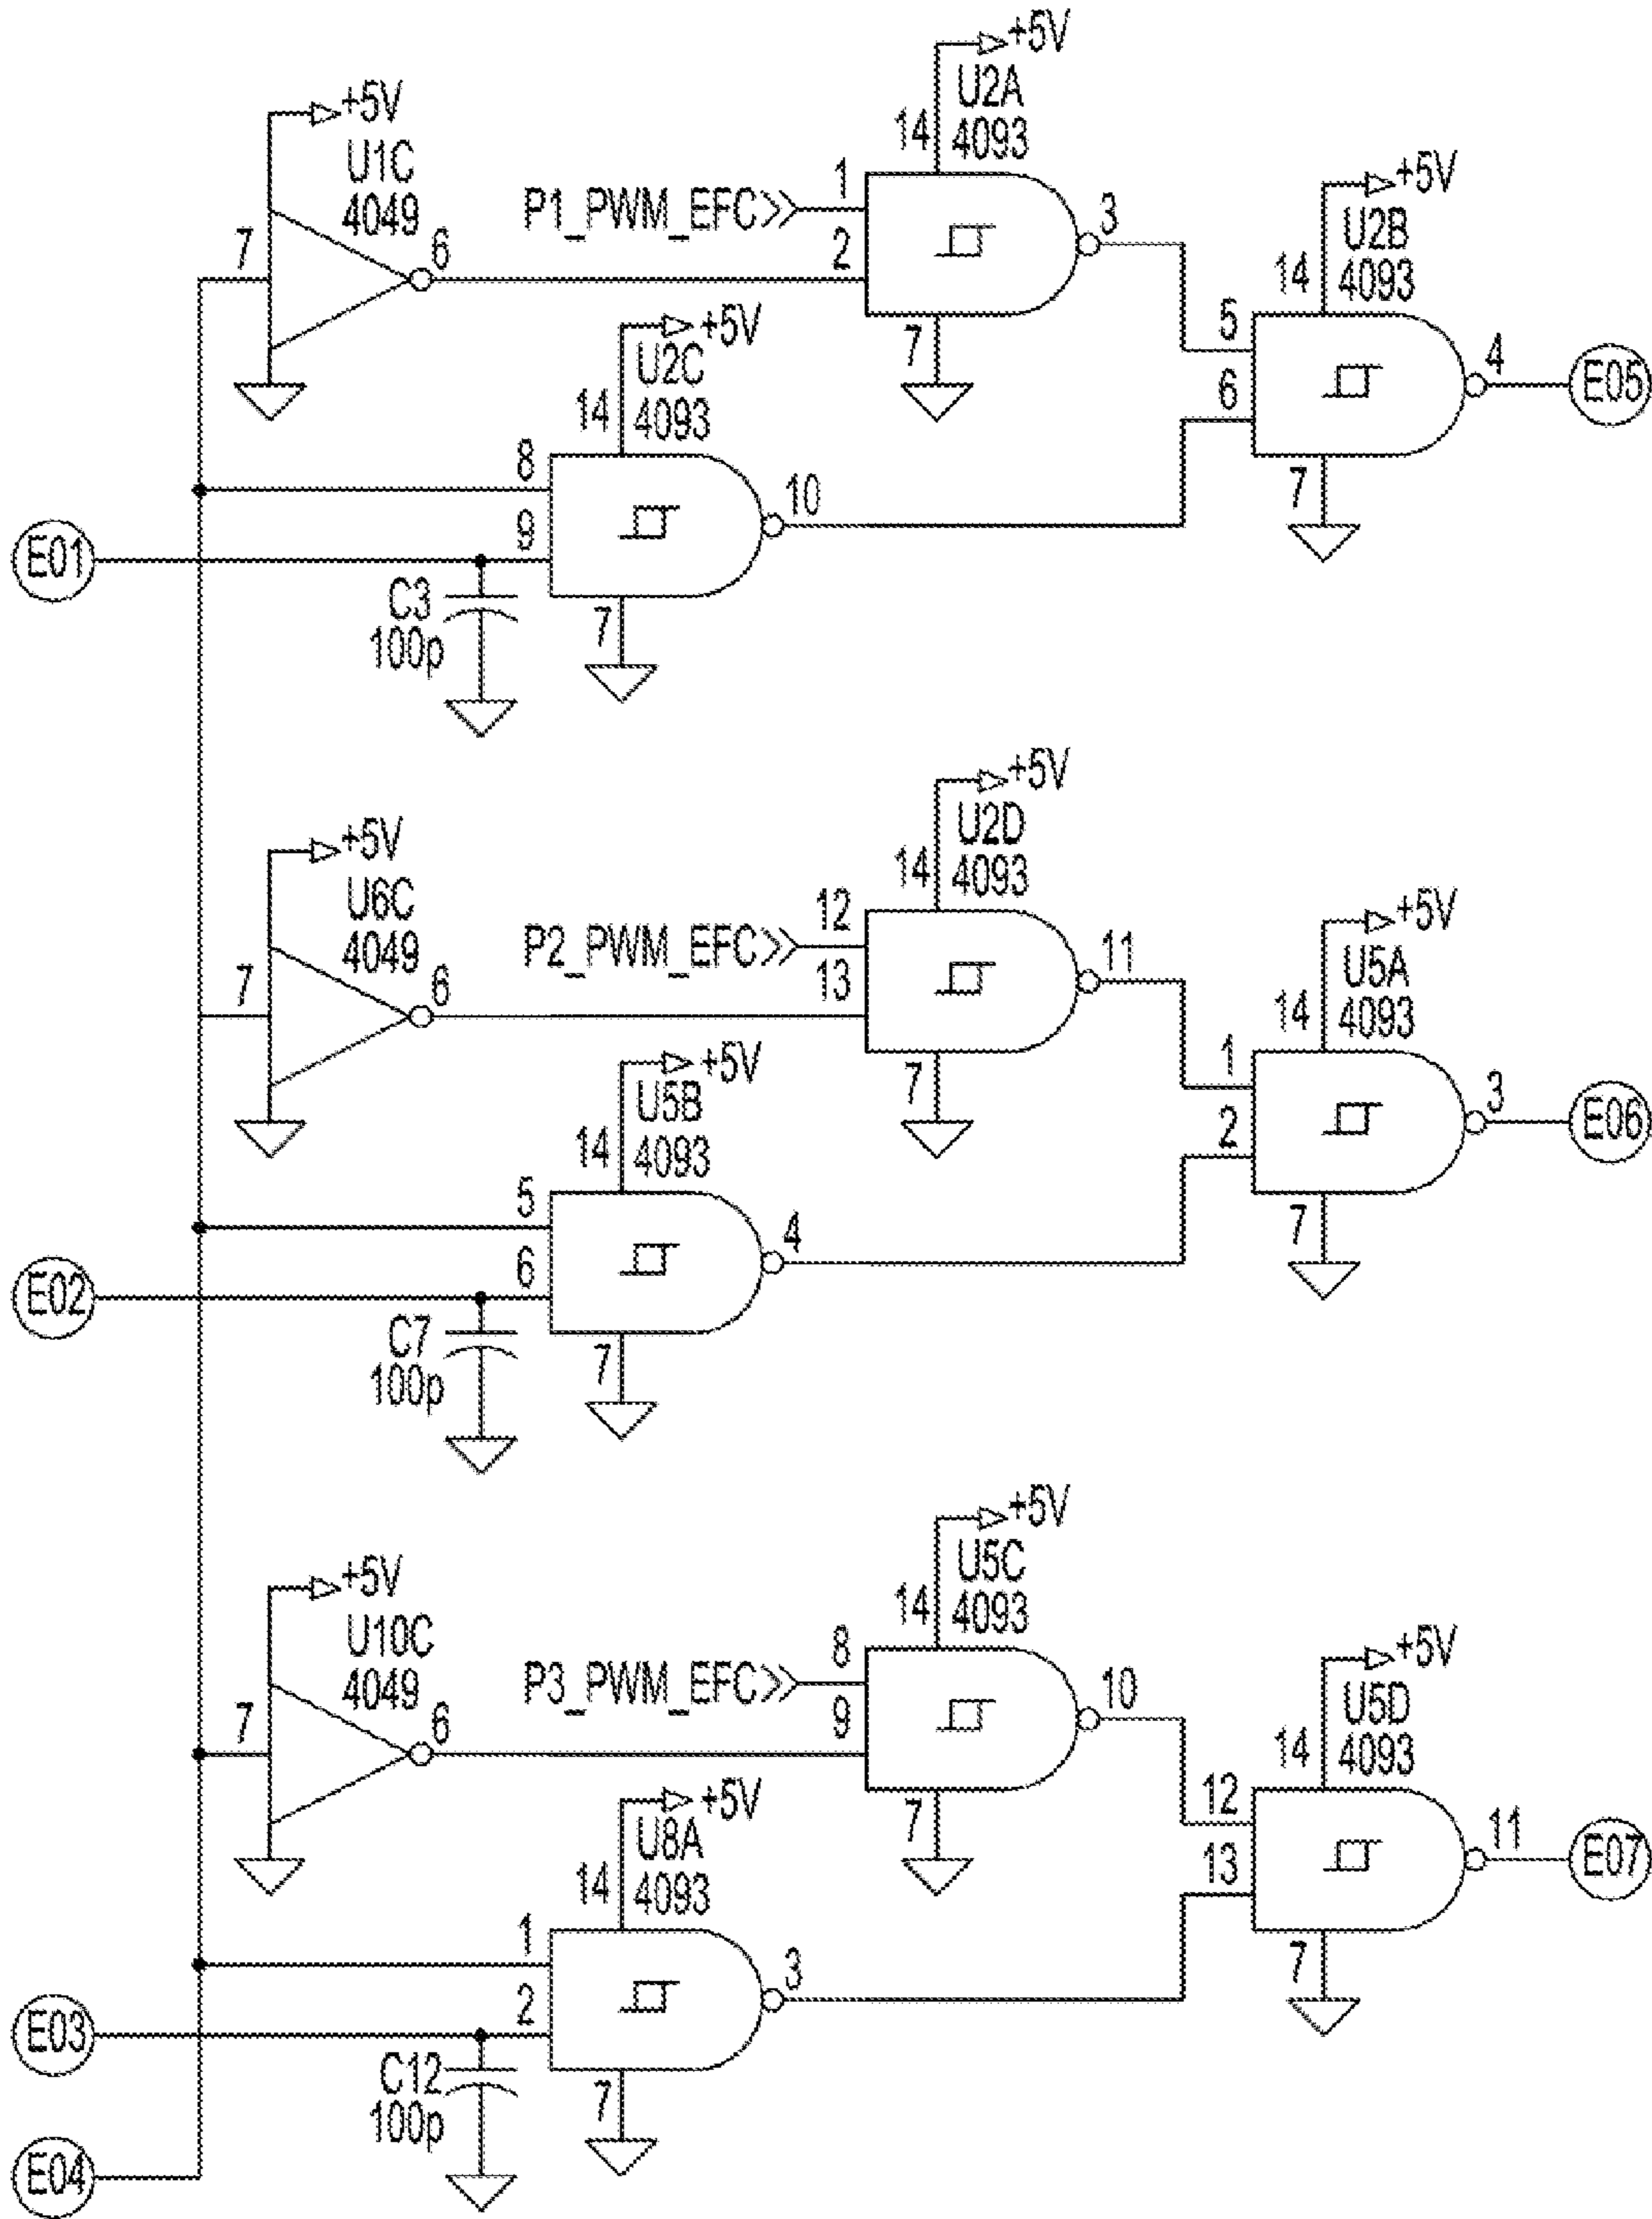 +5V
U2A
4093
14
+5V
U1C
4049
7
6
P1_PWM_EFC
1
2
3
7
+5V
U2B
4093
14
5
6
4
7
E05
+5V
U2C
4093
14
8
9
10
7
E01
C3
100p
+5V
U2D
4093
14
+5V
U6C
4049
7
6
P2_PWM_EFC
12
13
11
7
+5V
U5A
4093
14
1
2
3
7
E06
+5V
U5B
4093
14
5
6
4
7
E02
C7
100p
+5V
U5C
4093
14
+5V
U10C
4049
7
6
P3_PWM_EFC
8
9
10
7
+5V
U5D
4093
14
12
13
11
7
E07
+5V
U8A
4093
14
1
2
3
7
E03
C12
100p
E04